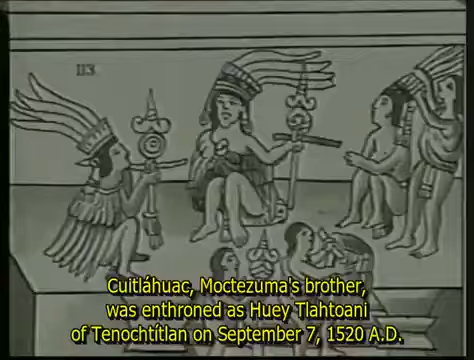 113
Cuitláhuac, Moctezuma's brother,
was enthroned as Huey Tlahtoani
of Tenochtítlan on September 7, 1520 A.D.